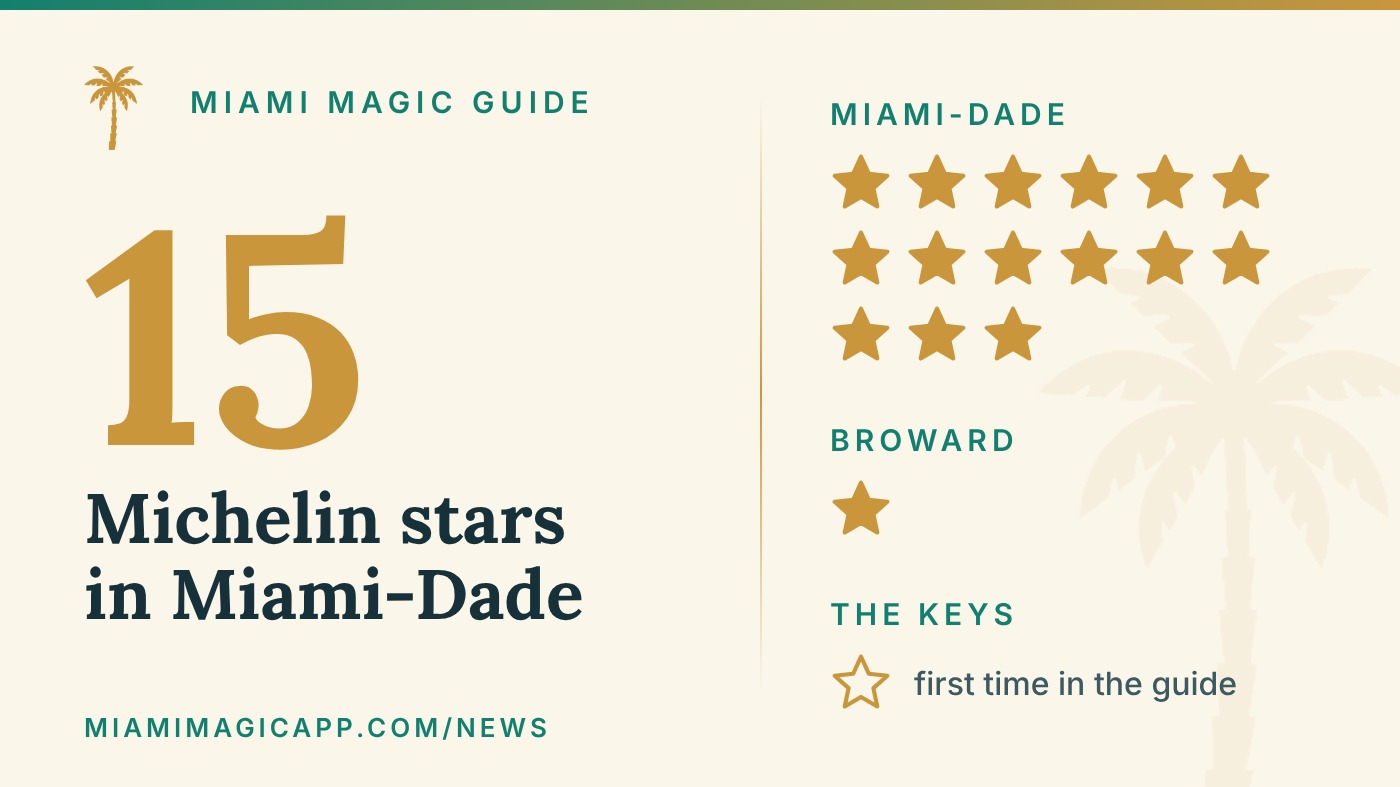 MIAMI MAGIC GUIDE
15
Michelin stars
in Miami-Dade
MIAMIMAGICAPP.COM/NEWS
MIAMI-DADE
BROWARD
THE KEYS
first time in the guide